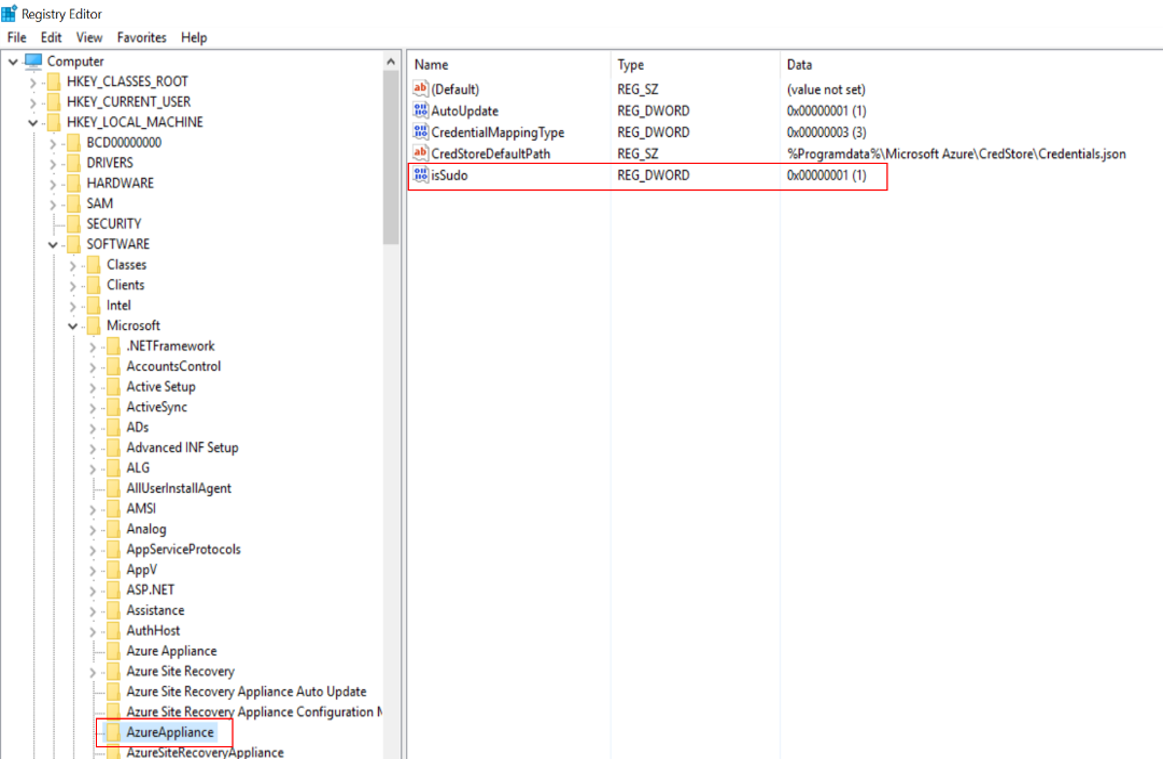 Registry Editor
File Edit View Favorites Help
Computer
HKEY_CLASSES_ROOT
HKEY_CURRENT_USER
HKEY_LOCAL_MACHINE
BCD00000000
DRIVERS
HARDWARE
SAM
SECURITY
SOFTWARE
Classes
Clients
Intel
Microsoft
.NETFramework
AccountsControl
Active Setup
ActiveSync
ADs
Advanced INF Setup
ALG
AllUserInstallAgent
AMSI
Analog
AppServiceProtocols
AppV
ASP.NET
Assistance
AuthHost
Azure Appliance
Azure Site Recovery
Azure Site Recovery Appliance Auto Update
Azure Site Recovery Appliance Configuration M
AzureAppliance
AzureSiteRecoveryAppliance
Name Type Data
(Default) REG_SZ (value not set)
AutoUpdate REG_DWORD 0x00000001 (1)
CredentialMappingType REG_DWORD 0x00000003 (3)
CredStoreDefaultPath REG_SZ %Programdata%\Microsoft Azure\CredStore\Credentials.json
isSudo REG_DWORD 0x00000001 (1)